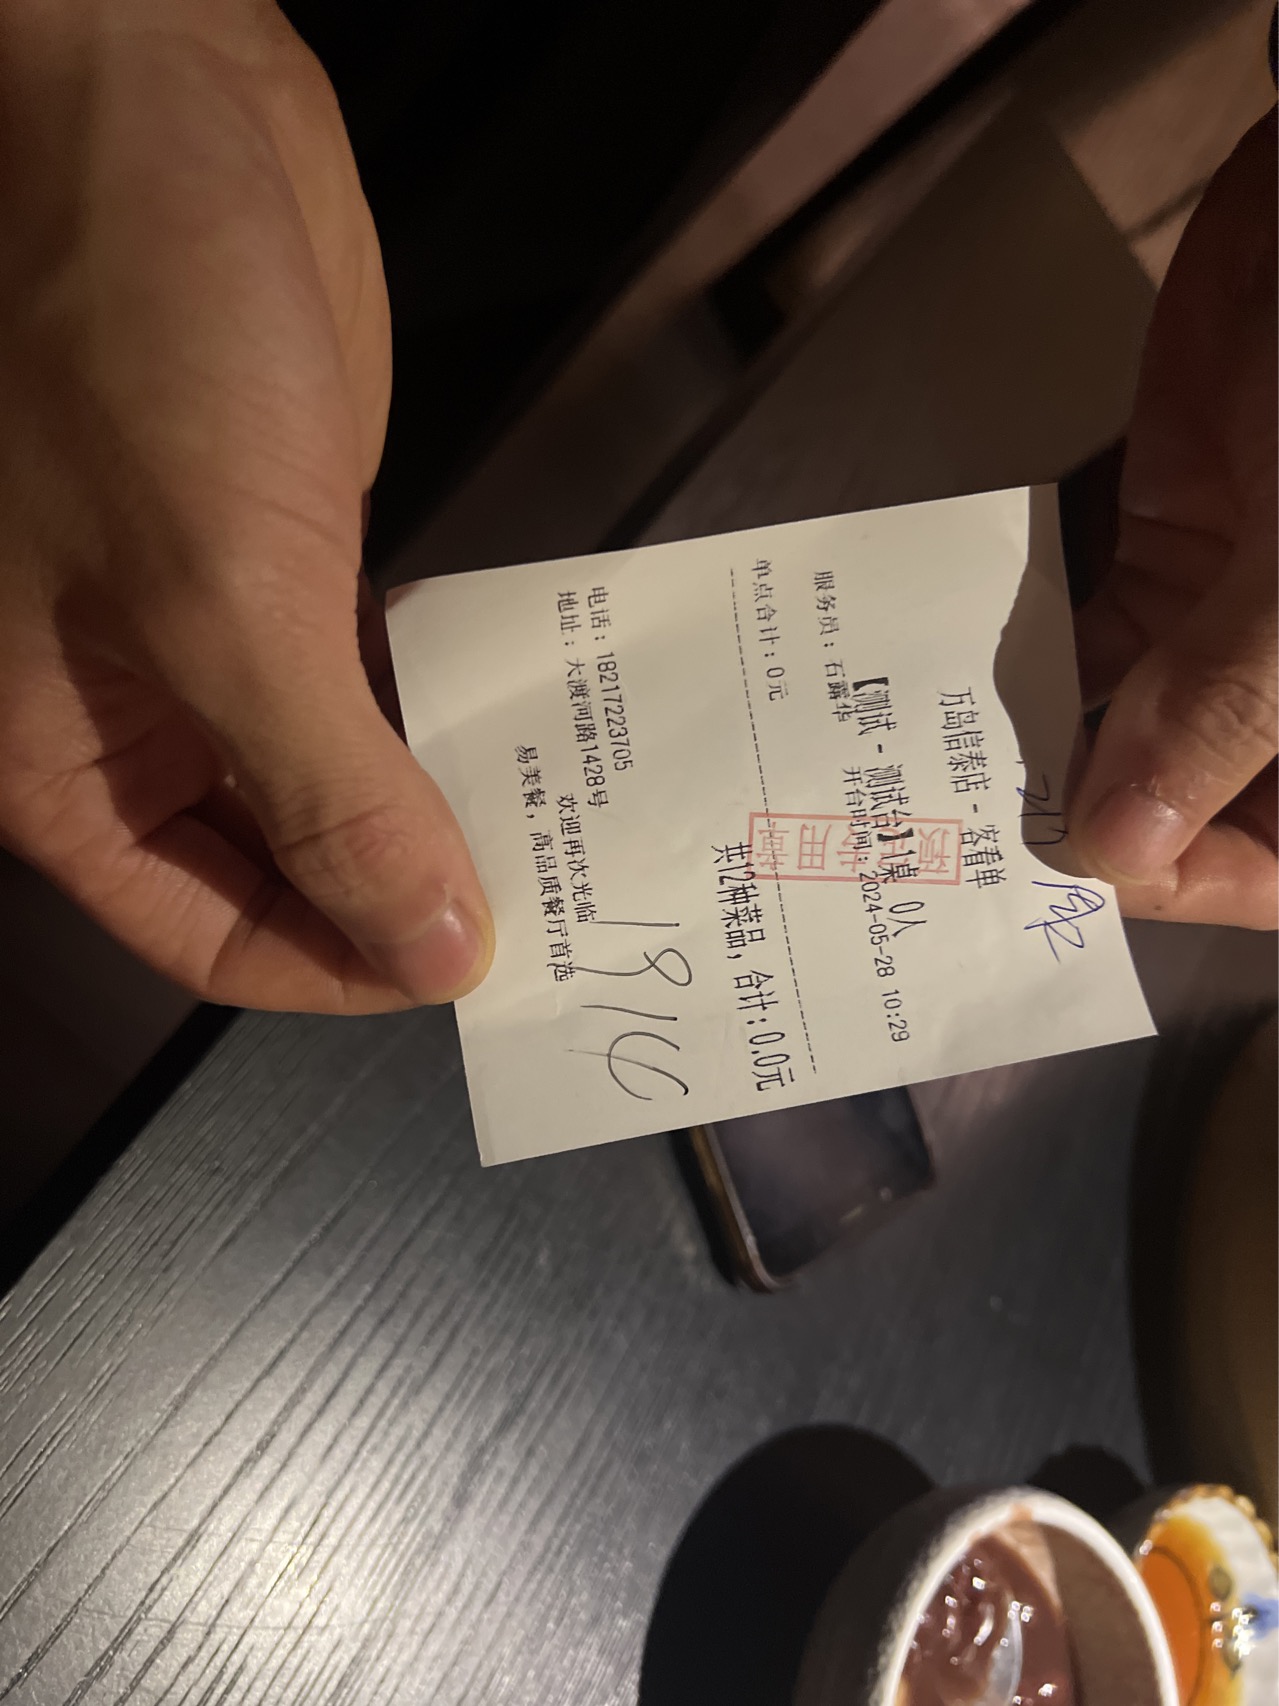 万岛信泰店 - 客看单
【测试 - 测试台】1桌 0人
服务员：石露华
开台时间：2024-05-28 10:29
单点合计：0元
共12种菜品，合计：0.0元
电话：18217223705
地址：大渡河路1428号
欢迎再次光临
易美餐，高品质餐厅首选